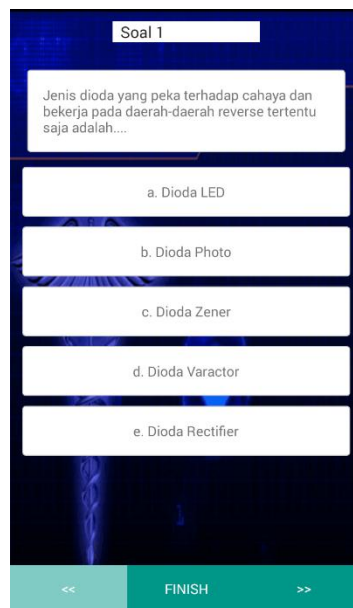 Soal 1
Jenis dioda yang peka terhadap cahaya dan
bekerja pada daerah-daerah reverse tertentu
saja adalah....
a. Dioda LED
b. Dioda Photo
c. Dioda Zener
d. Dioda Varactor
e. Dioda Rectifier
<< FINISH >>